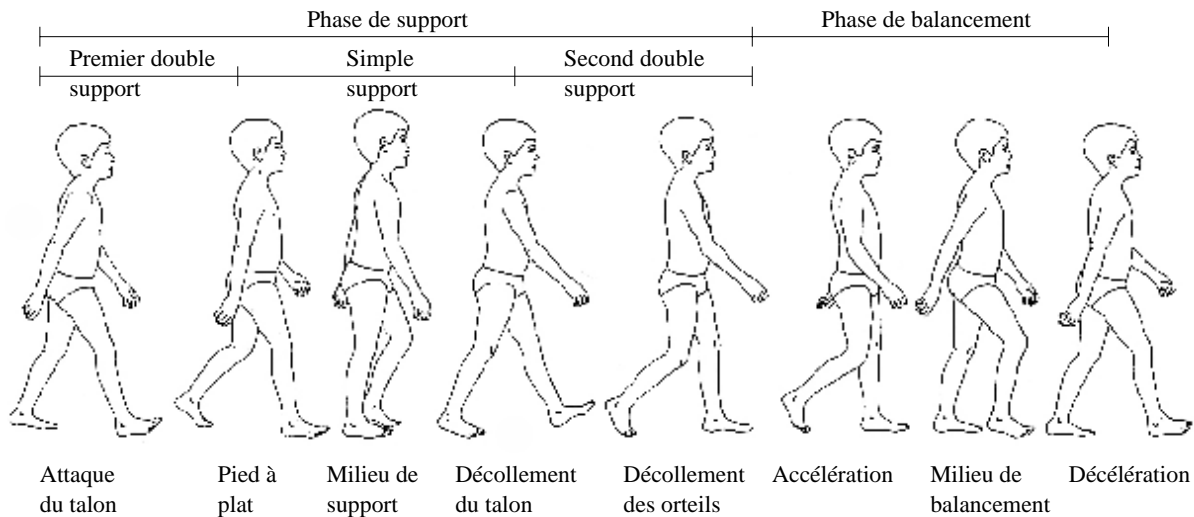 Phase de support
Phase de balancement
Premier double
support
Simple
support
Second double
support
Attaque
du talon
Pied à
plat
Milieu de
support
Décollement
du talon
Décollement
des orteils
Accélération
Milieu de
balancement
Décélération